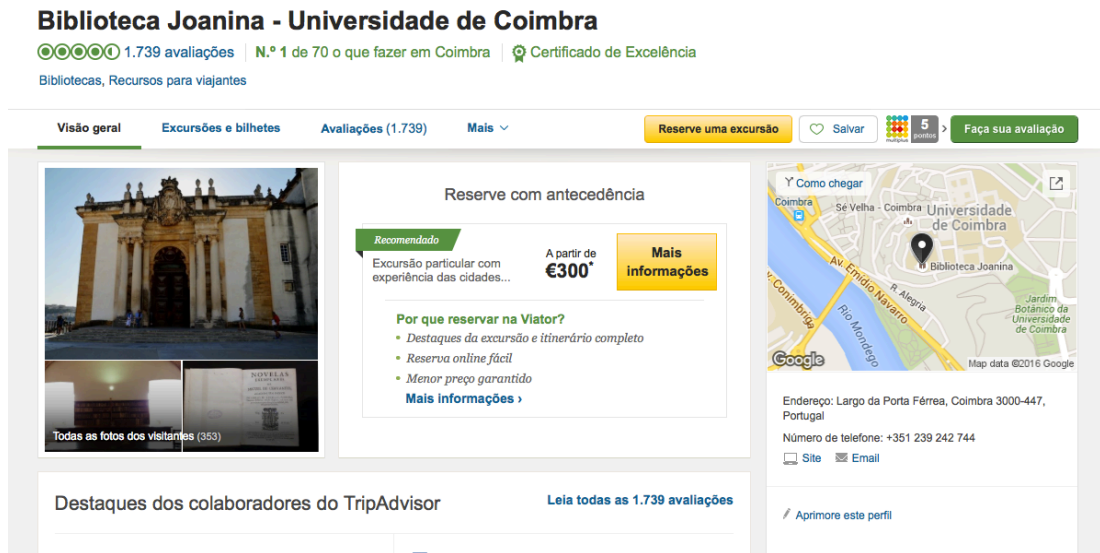 Biblioteca Joanina - Universidade de Coimbra
1.739 avaliações N.º 1 de 70 o que fazer em Coimbra Certificado de Excelência
Bibliotecas, Recursos para viajantes
Visão geral Excursões e bilhetes Avaliações (1.739) Mais Reserve uma excursão Salvar multiplus 5 pontos Faça sua avaliação
Todas as fotos dos visitantes (353)
NOVELAS
Reserve com antecedência
Recomendado
Excursão particular com
experiência das cidades...
A partir de
€300*
Mais
informações
Por que reservar na Viator?
Destaques da excursão e itinerário completo
Reserva online fácil
Menor preço garantido
Mais informações ›
Como chegar
Coimbra
Sé Velha - Coimbra
Universidade
de Coimbra
Biblioteca Joanina
Av. Emídio Navarro
R. Alegria
Conimbriga
Rio Mondego
Jardim
Botânico da
Universidade
de Coimbra
Google
Map data ©2016 Google
Endereço: Largo da Porta Férrea, Coimbra 3000-447,
Portugal
Número de telefone: +351 239 242 744
Site Email
Aprimore este perfil
Destaques dos colaboradores do TripAdvisor
Leia todas as 1.739 avaliações